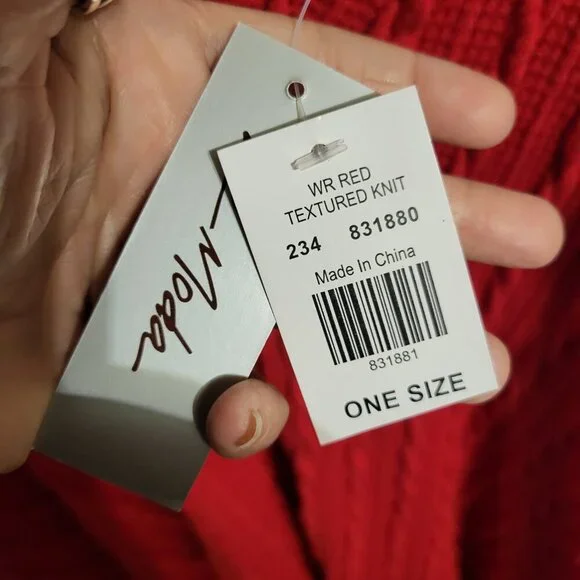 Moda
WR RED
TEXTURED KNIT
234 831880
Made In China
831881
ONE SIZE